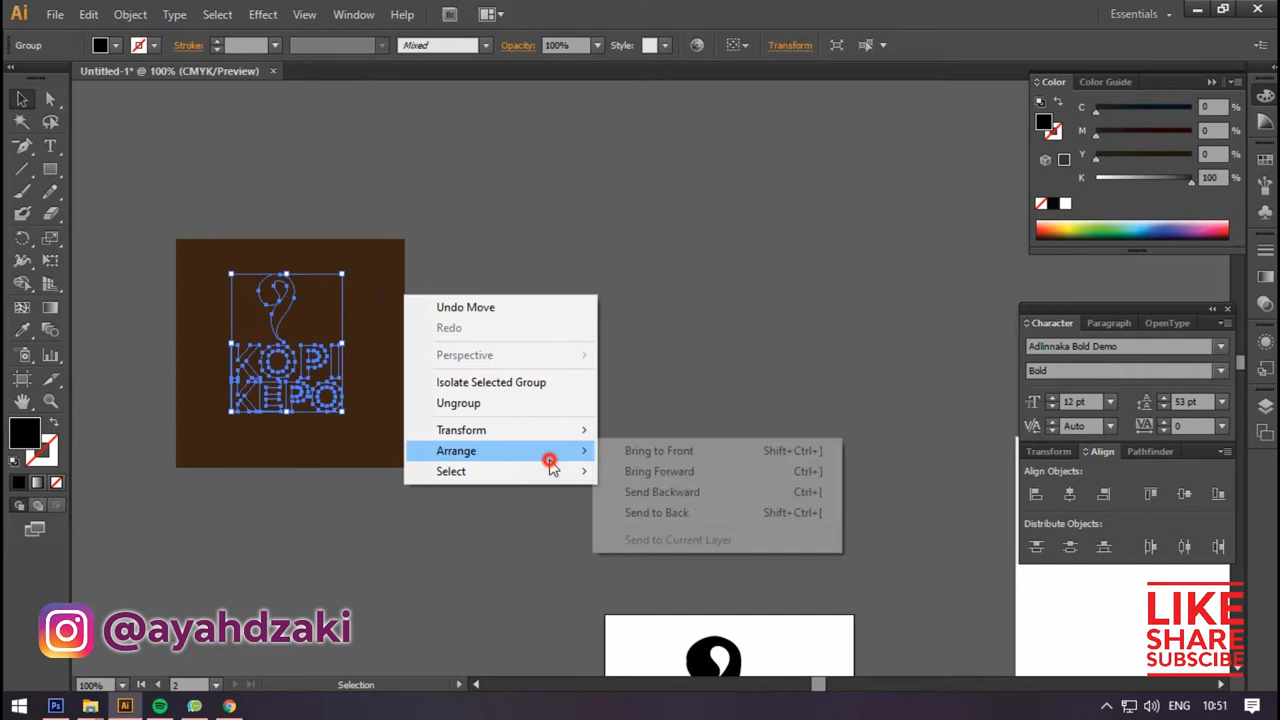 Ai File Edit Object Type Select Effect View Window Help Br Essentials
Group Stroke: Mixed Opacity: 100% Style: Transform
Untitled-1* @ 100% (CMYK/Preview) ×
Color Color Guide
C 0 %
M 0 %
Y 0 %
K 100 %
KOPI
KEPO
Undo Move
Redo
Perspective
Isolate Selected Group
Ungroup
Transform
Arrange
Select
Bring to Front Shift+Ctrl+]
Bring Forward Ctrl+]
Send Backward Ctrl+[
Send to Back Shift+Ctrl+[
Send to Current Layer
Character Paragraph OpenType
Adlinnaka Bold Demo
Bold
12 pt 53 pt
Auto 0
Transform Align Pathfinder
Align Objects:
Distribute Objects:
@ayahdzaki
LIKE
SHARE
SUBSCRIBE
100% 2 Selection
Ps Ai ENG 10:51